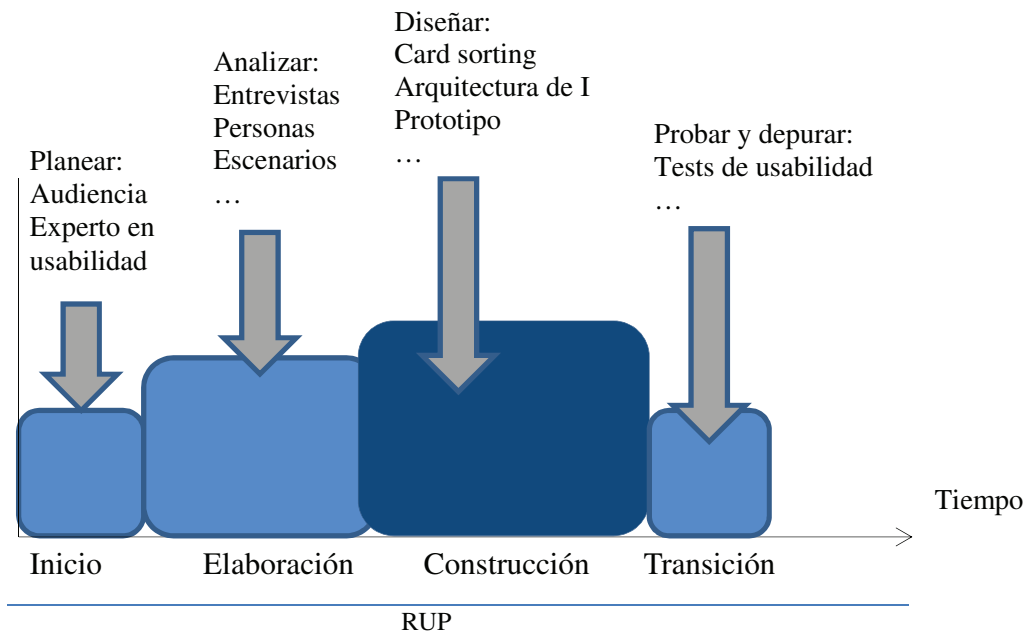 Planear:
Audiencia
Experto en
usabilidad
Analizar:
Entrevistas
Personas
Escenarios
…
Diseñar:
Card sorting
Arquitectura de I
Prototipo
…
Probar y depurar:
Tests de usabilidad
…
Tiempo
Inicio
Elaboración
Construcción
Transición
RUP